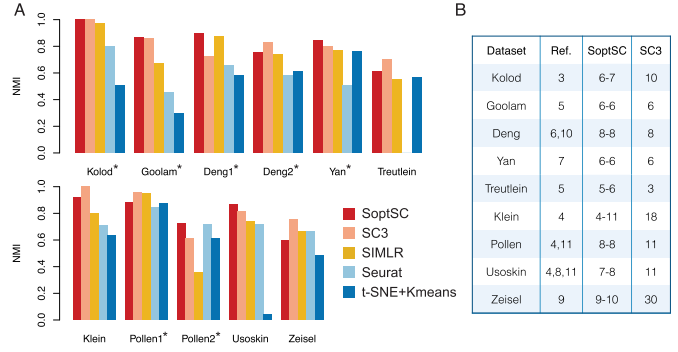 A
NMI
1.0
0.8
0.6
0.4
0.2
0.0
Kolod* Goolam* Deng1* Deng2* Yan* Treutlein
NMI
1.0
0.8
0.6
0.4
0.2
0.0
Klein Pollen1* Pollen2* Usoskin Zeisel
SoptSC
SC3
SIMLR
Seurat
t-SNE+Kmeans
B
Dataset Ref. SoptSC SC3
Kolod 3 6-7 10
Goolam 5 6-6 6
Deng 6,10 8-8 8
Yan 7 6-6 6
Treutlein 5 5-6 3
Klein 4 4-11 18
Pollen 4,11 8-8 11
Usoskin 4,8,11 7-8 11
Zeisel 9 9-10 30